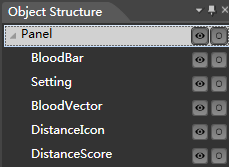 Object Structure
Panel
BloodBar
Setting
BloodVector
DistanceIcon
DistanceScore